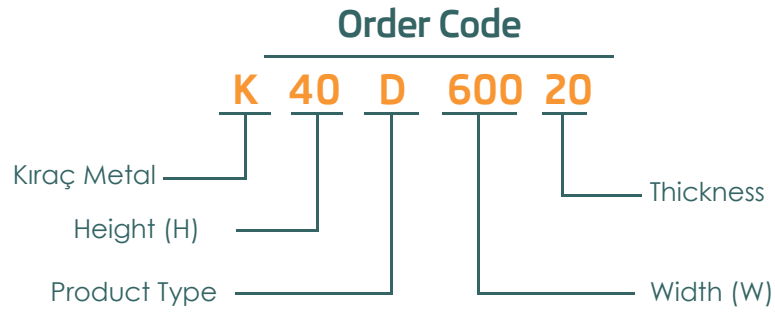 Order Code
K 40 D 600 20
Kıraç Metal
Thickness
Height (H)
Product Type
Width (W)